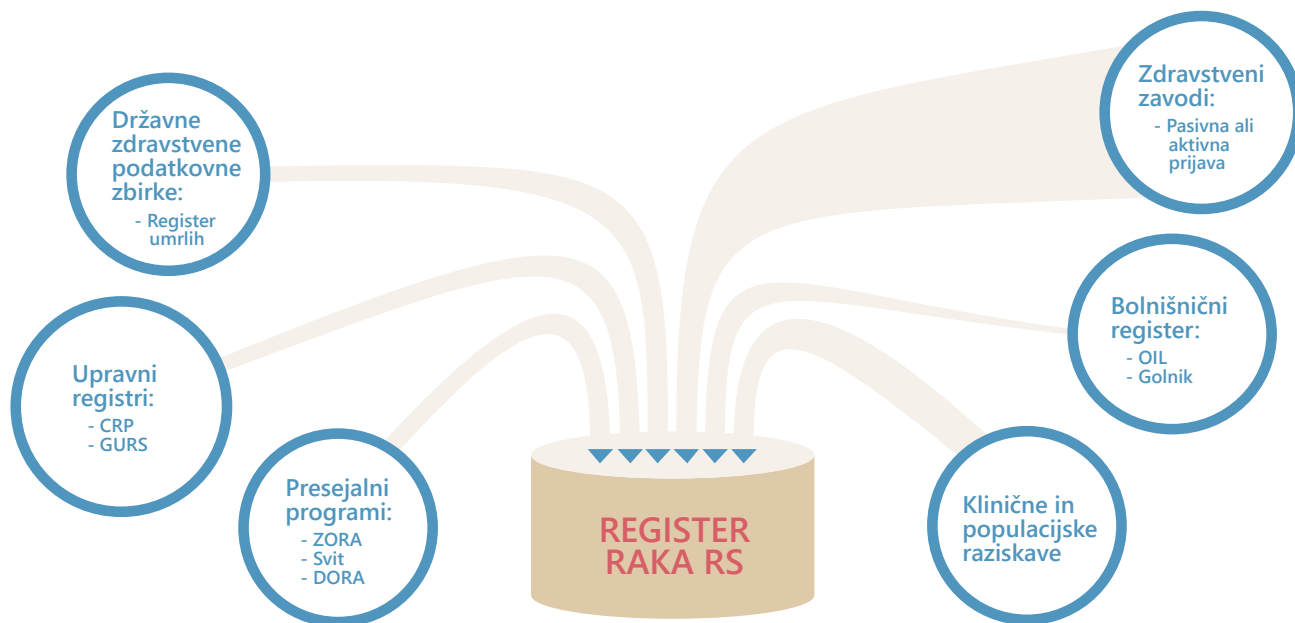 Državne
zdravstvene
podatkovne
zbirke:
- Register
umrlih
Upravni
registri:
- CRP
- GURS
Presejalni
programi:
- ZORA
- Svit
- DORA
REGISTER
RAKA RS
Zdravstveni
zavodi:
- Pasivna ali
aktivna
prijava
Bolnišnični
register:
- OIL
- Golnik
Klinične in
populacijske
raziskave